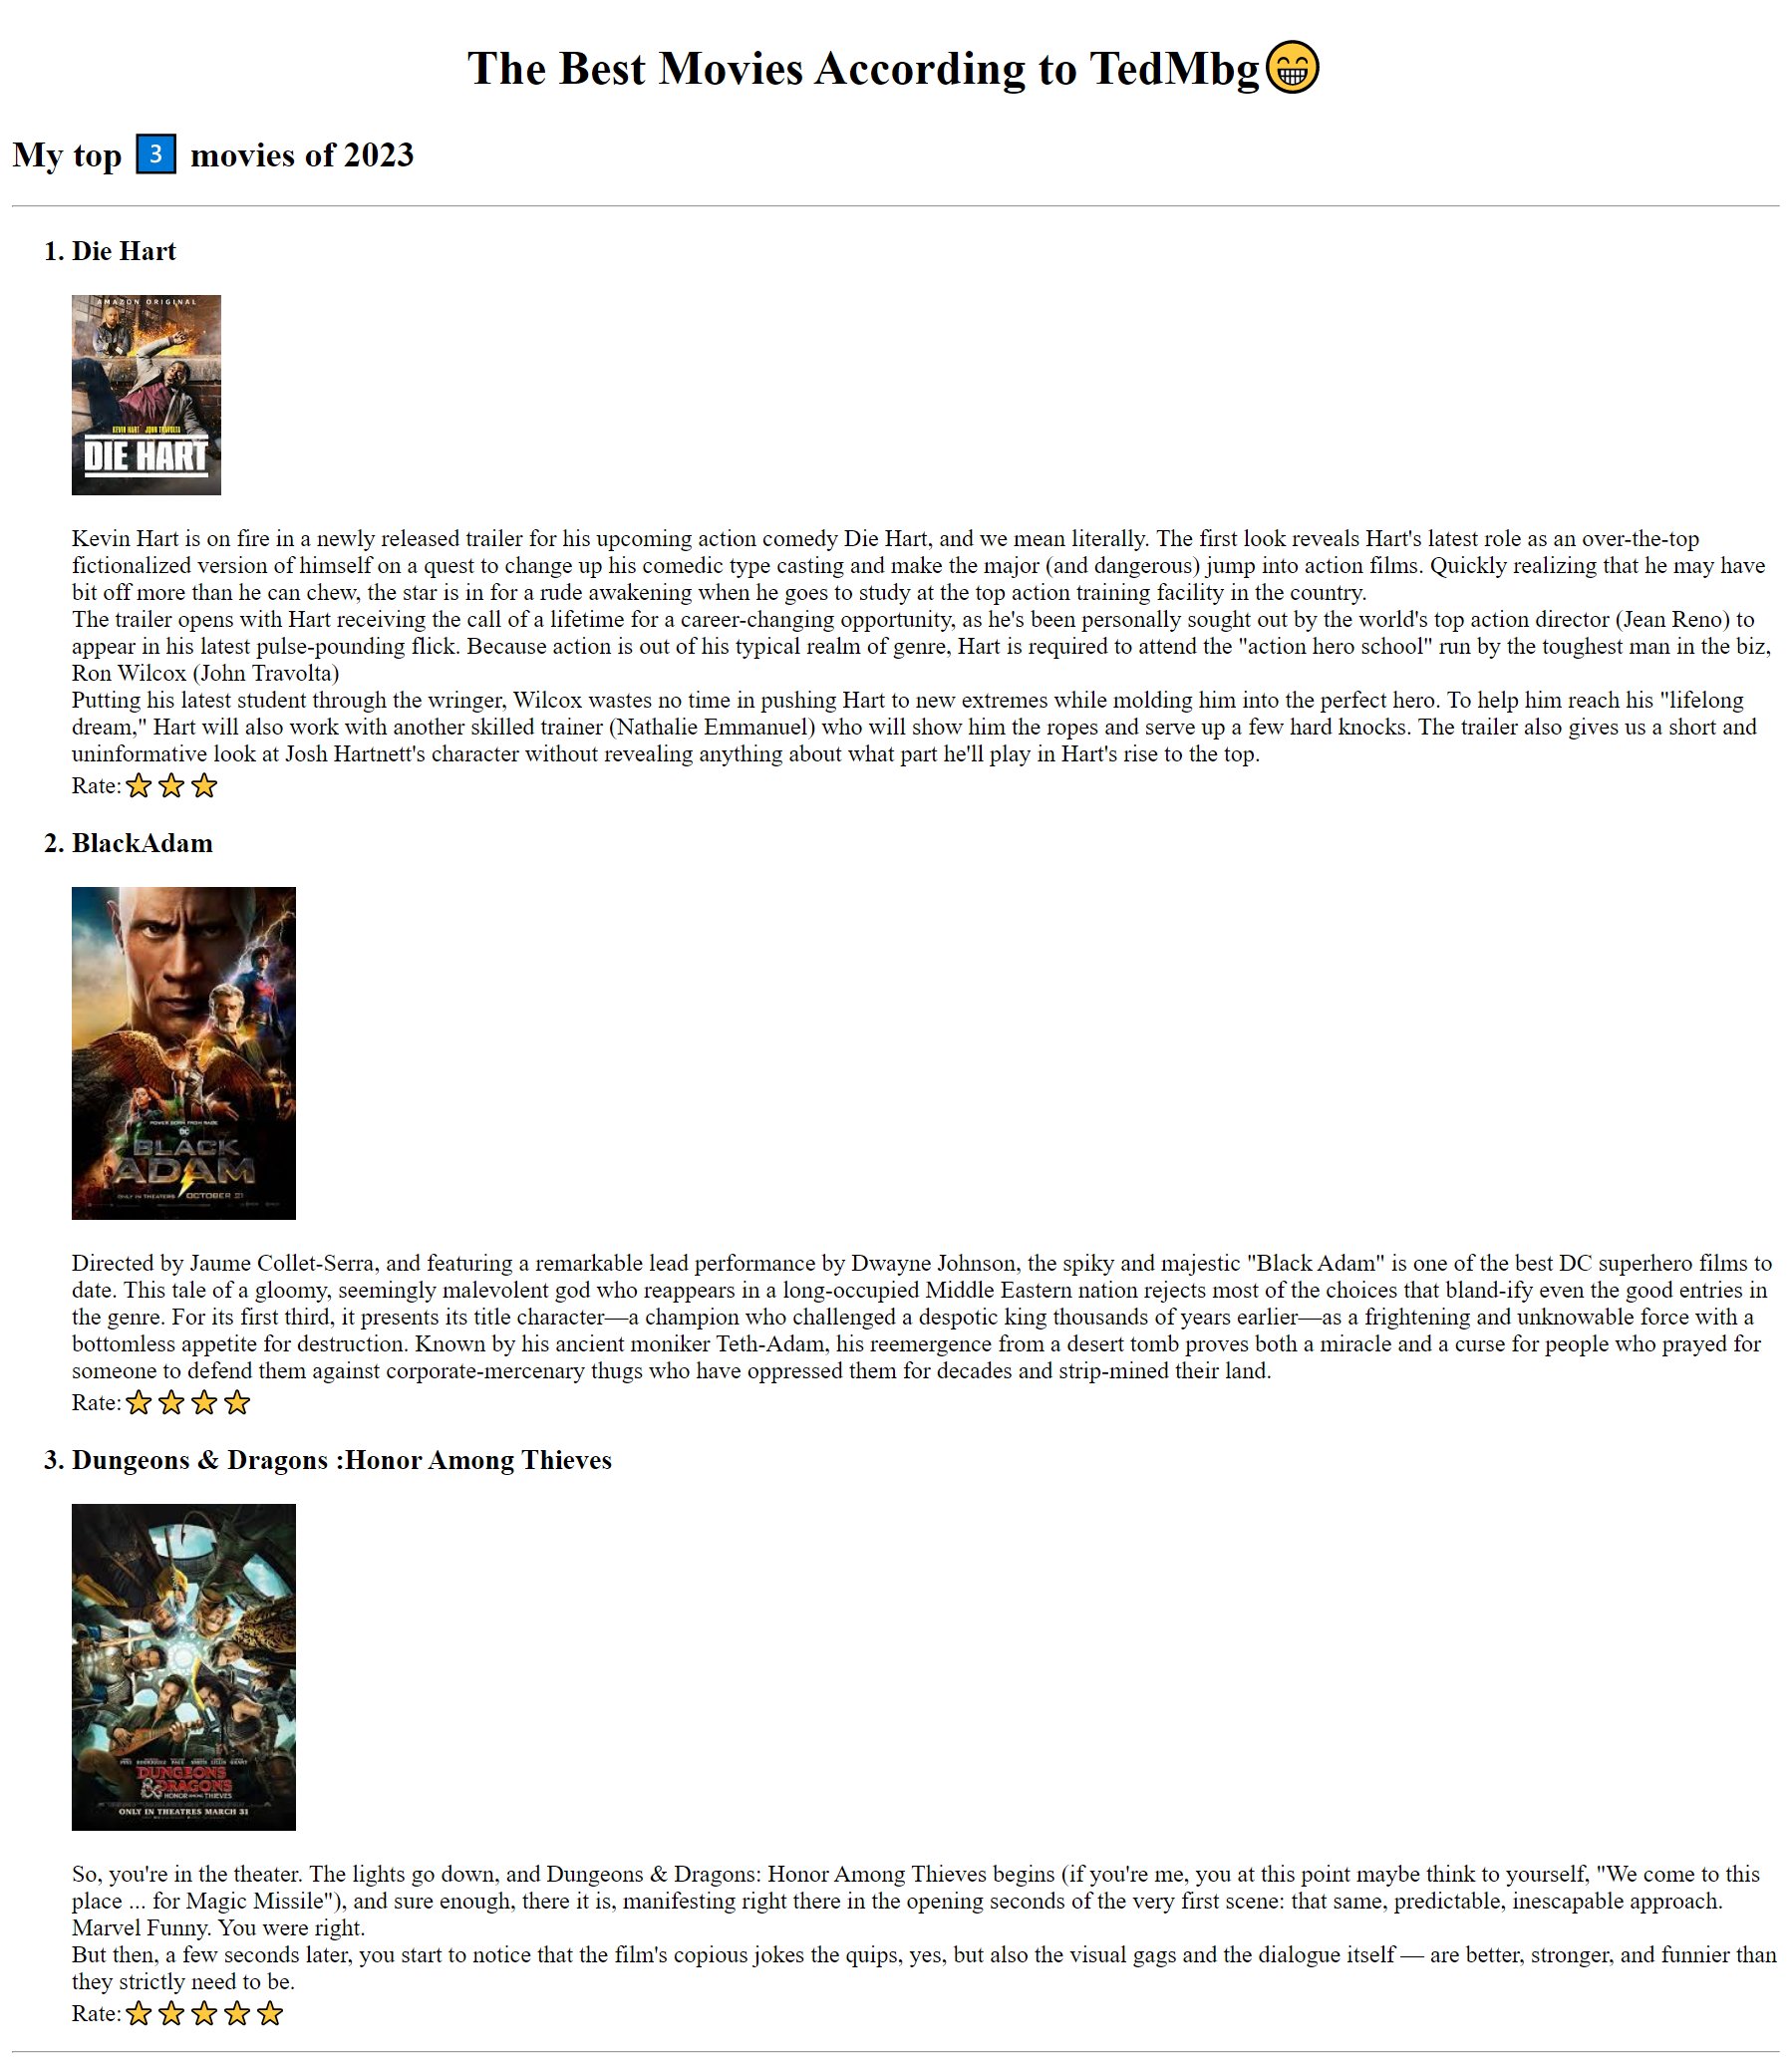 The Best Movies According to TedMbg😁
My top 3 movies of 2023
1. Die Hart
AMAZON ORIGINAL
KEVIN HART JOHN TRAVOLTA
DIE HART
Kevin Hart is on fire in a newly released trailer for his upcoming action comedy Die Hart, and we mean literally. The first look reveals Hart's latest role as an over-the-top
fictionalized version of himself on a quest to change up his comedic type casting and make the major (and dangerous) jump into action films. Quickly realizing that he may have
bit off more than he can chew, the star is in for a rude awakening when he goes to study at the top action training facility in the country.
The trailer opens with Hart receiving the call of a lifetime for a career-changing opportunity, as he's been personally sought out by the world's top action director (Jean Reno) to
appear in his latest pulse-pounding flick. Because action is out of his typical realm of genre, Hart is required to attend the "action hero school" run by the toughest man in the biz,
Ron Wilcox (John Travolta)
Putting his latest student through the wringer, Wilcox wastes no time in pushing Hart to new extremes while molding him into the perfect hero. To help him reach his "lifelong
dream," Hart will also work with another skilled trainer (Nathalie Emmanuel) who will show him the ropes and serve up a few hard knocks. The trailer also gives us a short and
uninformative look at Josh Hartnett's character without revealing anything about what part he'll play in Hart's rise to the top.
Rate:⭐⭐⭐
2. BlackAdam
POWER BORN FROM RAGE
DC
BLACK
ADAM
ONLY IN THEATERS OCTOBER 21
Directed by Jaume Collet-Serra, and featuring a remarkable lead performance by Dwayne Johnson, the spiky and majestic "Black Adam" is one of the best DC superhero films to
date. This tale of a gloomy, seemingly malevolent god who reappears in a long-occupied Middle Eastern nation rejects most of the choices that bland-ify even the good entries in
the genre. For its first third, it presents its title character—a champion who challenged a despotic king thousands of years earlier—as a frightening and unknowable force with a
bottomless appetite for destruction. Known by his ancient moniker Teth-Adam, his reemergence from a desert tomb proves both a miracle and a curse for people who prayed for
someone to defend them against corporate-mercenary thugs who have oppressed them for decades and strip-mined their land.
Rate:⭐⭐⭐⭐
3. Dungeons & Dragons :Honor Among Thieves
DUNGEONS
& DRAGONS
HONOR AMONG THIEVES
ONLY IN THEATRES MARCH 31
So, you're in the theater. The lights go down, and Dungeons & Dragons: Honor Among Thieves begins (if you're me, you at this point maybe think to yourself, "We come to this
place ... for Magic Missile"), and sure enough, there it is, manifesting right there in the opening seconds of the very first scene: that same, predictable, inescapable approach.
Marvel Funny. You were right.
But then, a few seconds later, you start to notice that the film's copious jokes the quips, yes, but also the visual gags and the dialogue itself — are better, stronger, and funnier than
they strictly need to be.
Rate:⭐⭐⭐⭐⭐